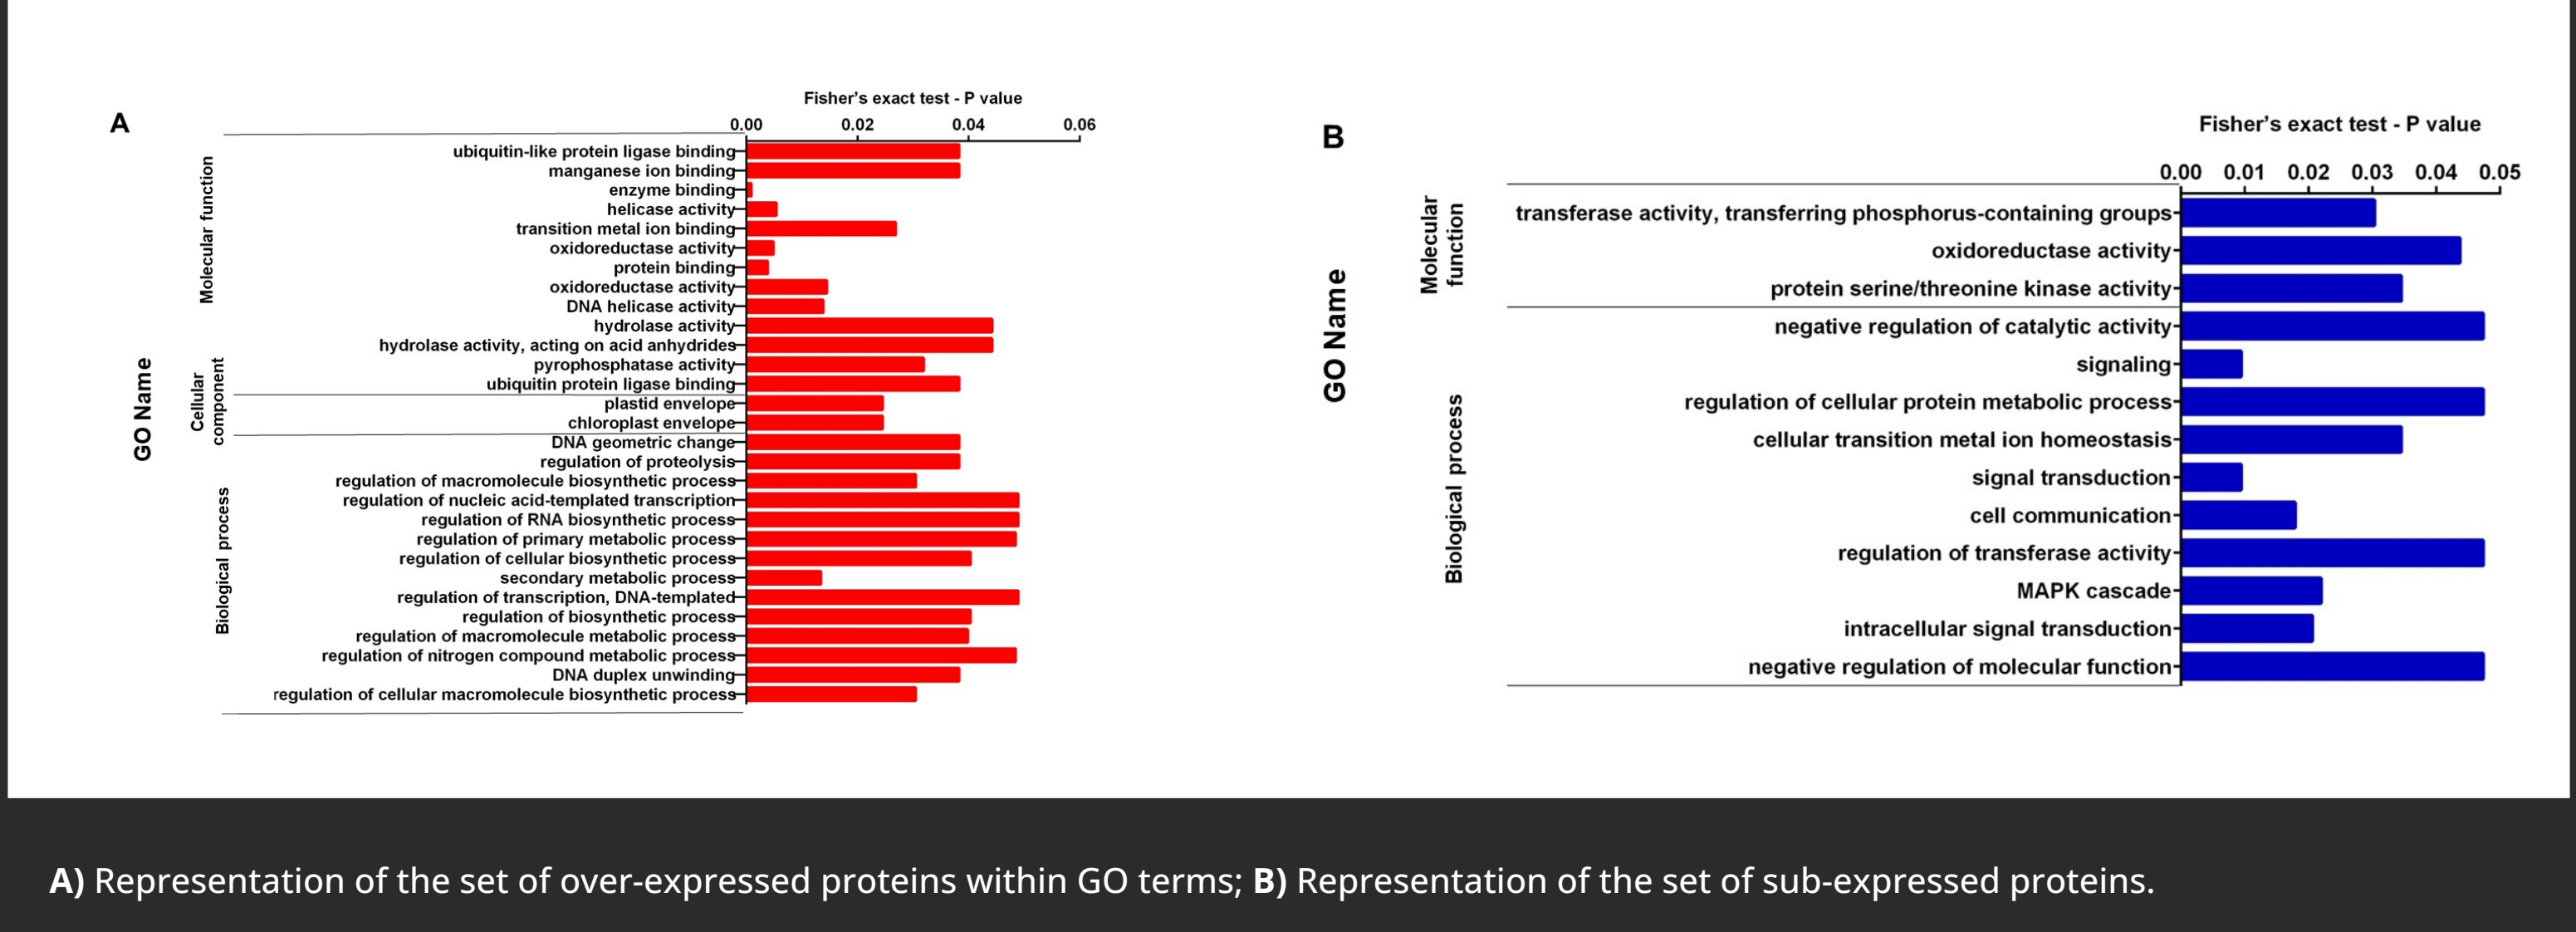 A
Fisher’s exact test - P value
0.00 0.02 0.04 0.06
GO Name
Molecular function
ubiquitin-like protein ligase binding
manganese ion binding
enzyme binding
helicase activity
transition metal ion binding
oxidoreductase activity
protein binding
oxidoreductase activity
DNA helicase activity
hydrolase activity
hydrolase activity, acting on acid anhydrides
pyrophosphatase activity
ubiquitin protein ligase binding
Cellular
component
plastid envelope
chloroplast envelope
Biological process
DNA geometric change
regulation of proteolysis
regulation of macromolecule biosynthetic process
regulation of nucleic acid-templated transcription
regulation of RNA biosynthetic process
regulation of primary metabolic process
regulation of cellular biosynthetic process
secondary metabolic process
regulation of transcription, DNA-templated
regulation of biosynthetic process
regulation of macromolecule metabolic process
regulation of nitrogen compound metabolic process
DNA duplex unwinding
regulation of cellular macromolecule biosynthetic process
B
Fisher’s exact test - P value
0.00 0.01 0.02 0.03 0.04 0.05
GO Name
Molecular
function
transferase activity, transferring phosphorus-containing groups
oxidoreductase activity
protein serine/threonine kinase activity
Biological process
negative regulation of catalytic activity
signaling
regulation of cellular protein metabolic process
cellular transition metal ion homeostasis
signal transduction
cell communication
regulation of transferase activity
MAPK cascade
intracellular signal transduction
negative regulation of molecular function
A) Representation of the set of over-expressed proteins within GO terms; B) Representation of the set of sub-expressed proteins.